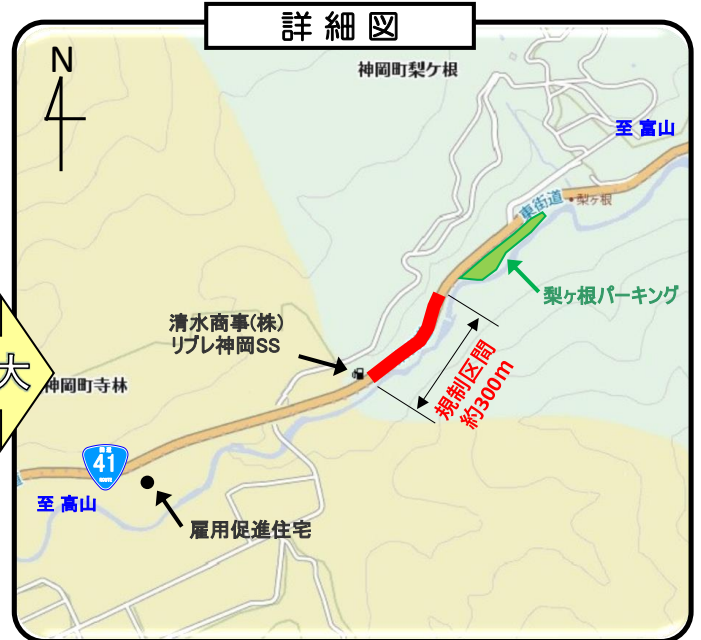 詳細図
N
神岡町梨ケ根
至 富山
東街道
梨ヶ根
梨ヶ根パーキング
清水商事(株)
リブレ神岡SS
規制区間
約300m
大
神岡町寺林
41
至 高山
雇用促進住宅